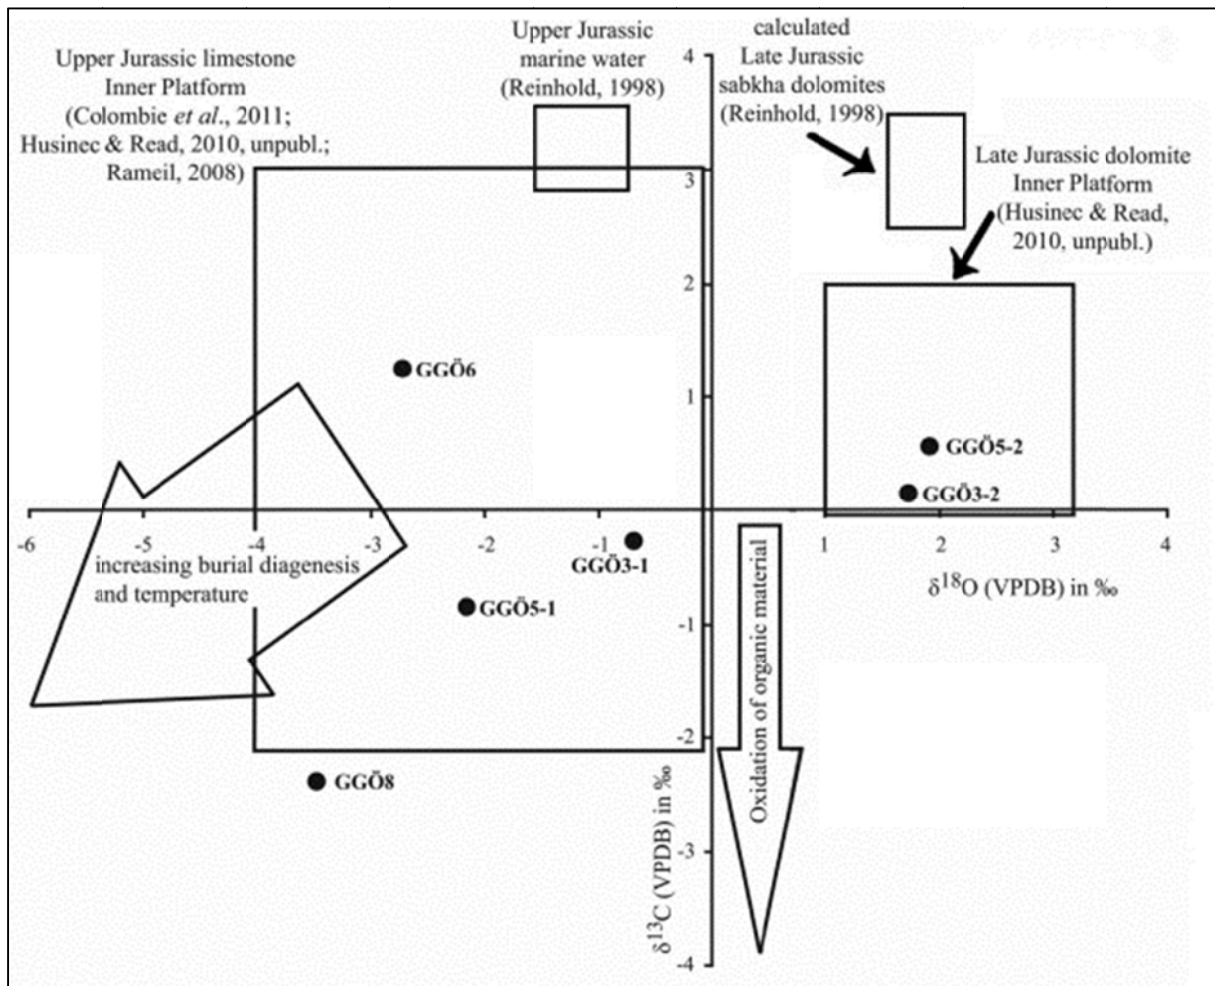 Upper Jurassic limestone
Inner Platform
(Colombie et al., 2011;
Husinec & Read, 2010, unpubl.;
Rameil, 2008)
Upper Jurassic
marine water
(Reinhold, 1998)
calculated
Late Jurassic
sabkha dolomites
(Reinhold, 1998)
Late Jurassic dolomite
Inner Platform
(Husinec & Read,
2010, unpubl.)
4
3
2
1
-1
-2
-3
-4
GGÖ6
GGÖ5-2
GGÖ3-2
-6
-5
-4
-3
-2
-1
1
2
3
4
GGÖ3-1
δ18O (VPDB) in ‰
increasing burial diagenesis
and temperature
GGÖ5-1
GGÖ8
Oxidation of organic material
δ13C (VPDB) in ‰